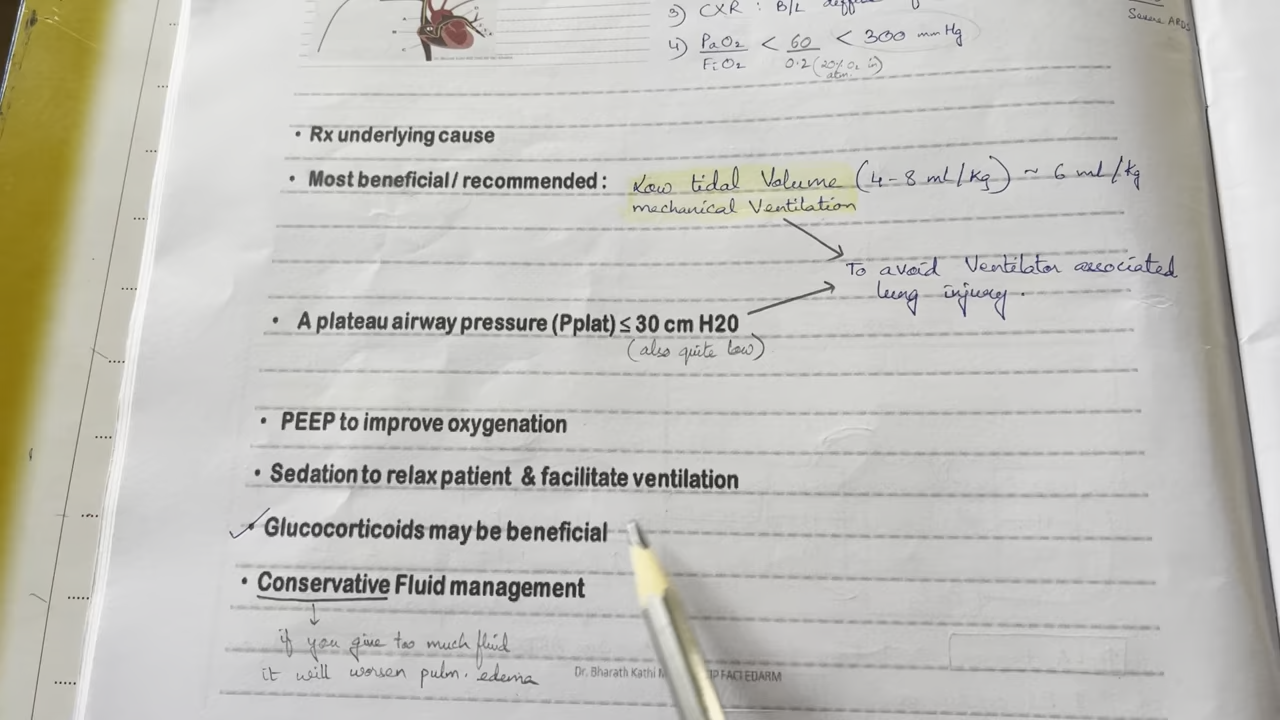 3) CXR : B/L
Severe ARDS
4) PaO2 < 60 < 300 mm Hg
FiO2 0.2 (20% O2 in
atm.)
• Rx underlying cause
• Most beneficial / recommended : Low tidal Volume (4-8 ml/kg) ~ 6 ml/kg
mechanical Ventilation
To avoid Ventilator associated
lung injury.
• A plateau airway pressure (Pplat) ≤ 30 cm H20
(also quite low)
• PEEP to improve oxygenation
• Sedation to relax patient & facilitate ventilation
• Glucocorticoids may be beneficial
• Conservative Fluid management
if you give too much fluid
it will worsen pulm. edema
Dr. Bharath Kathi FACI EDARM